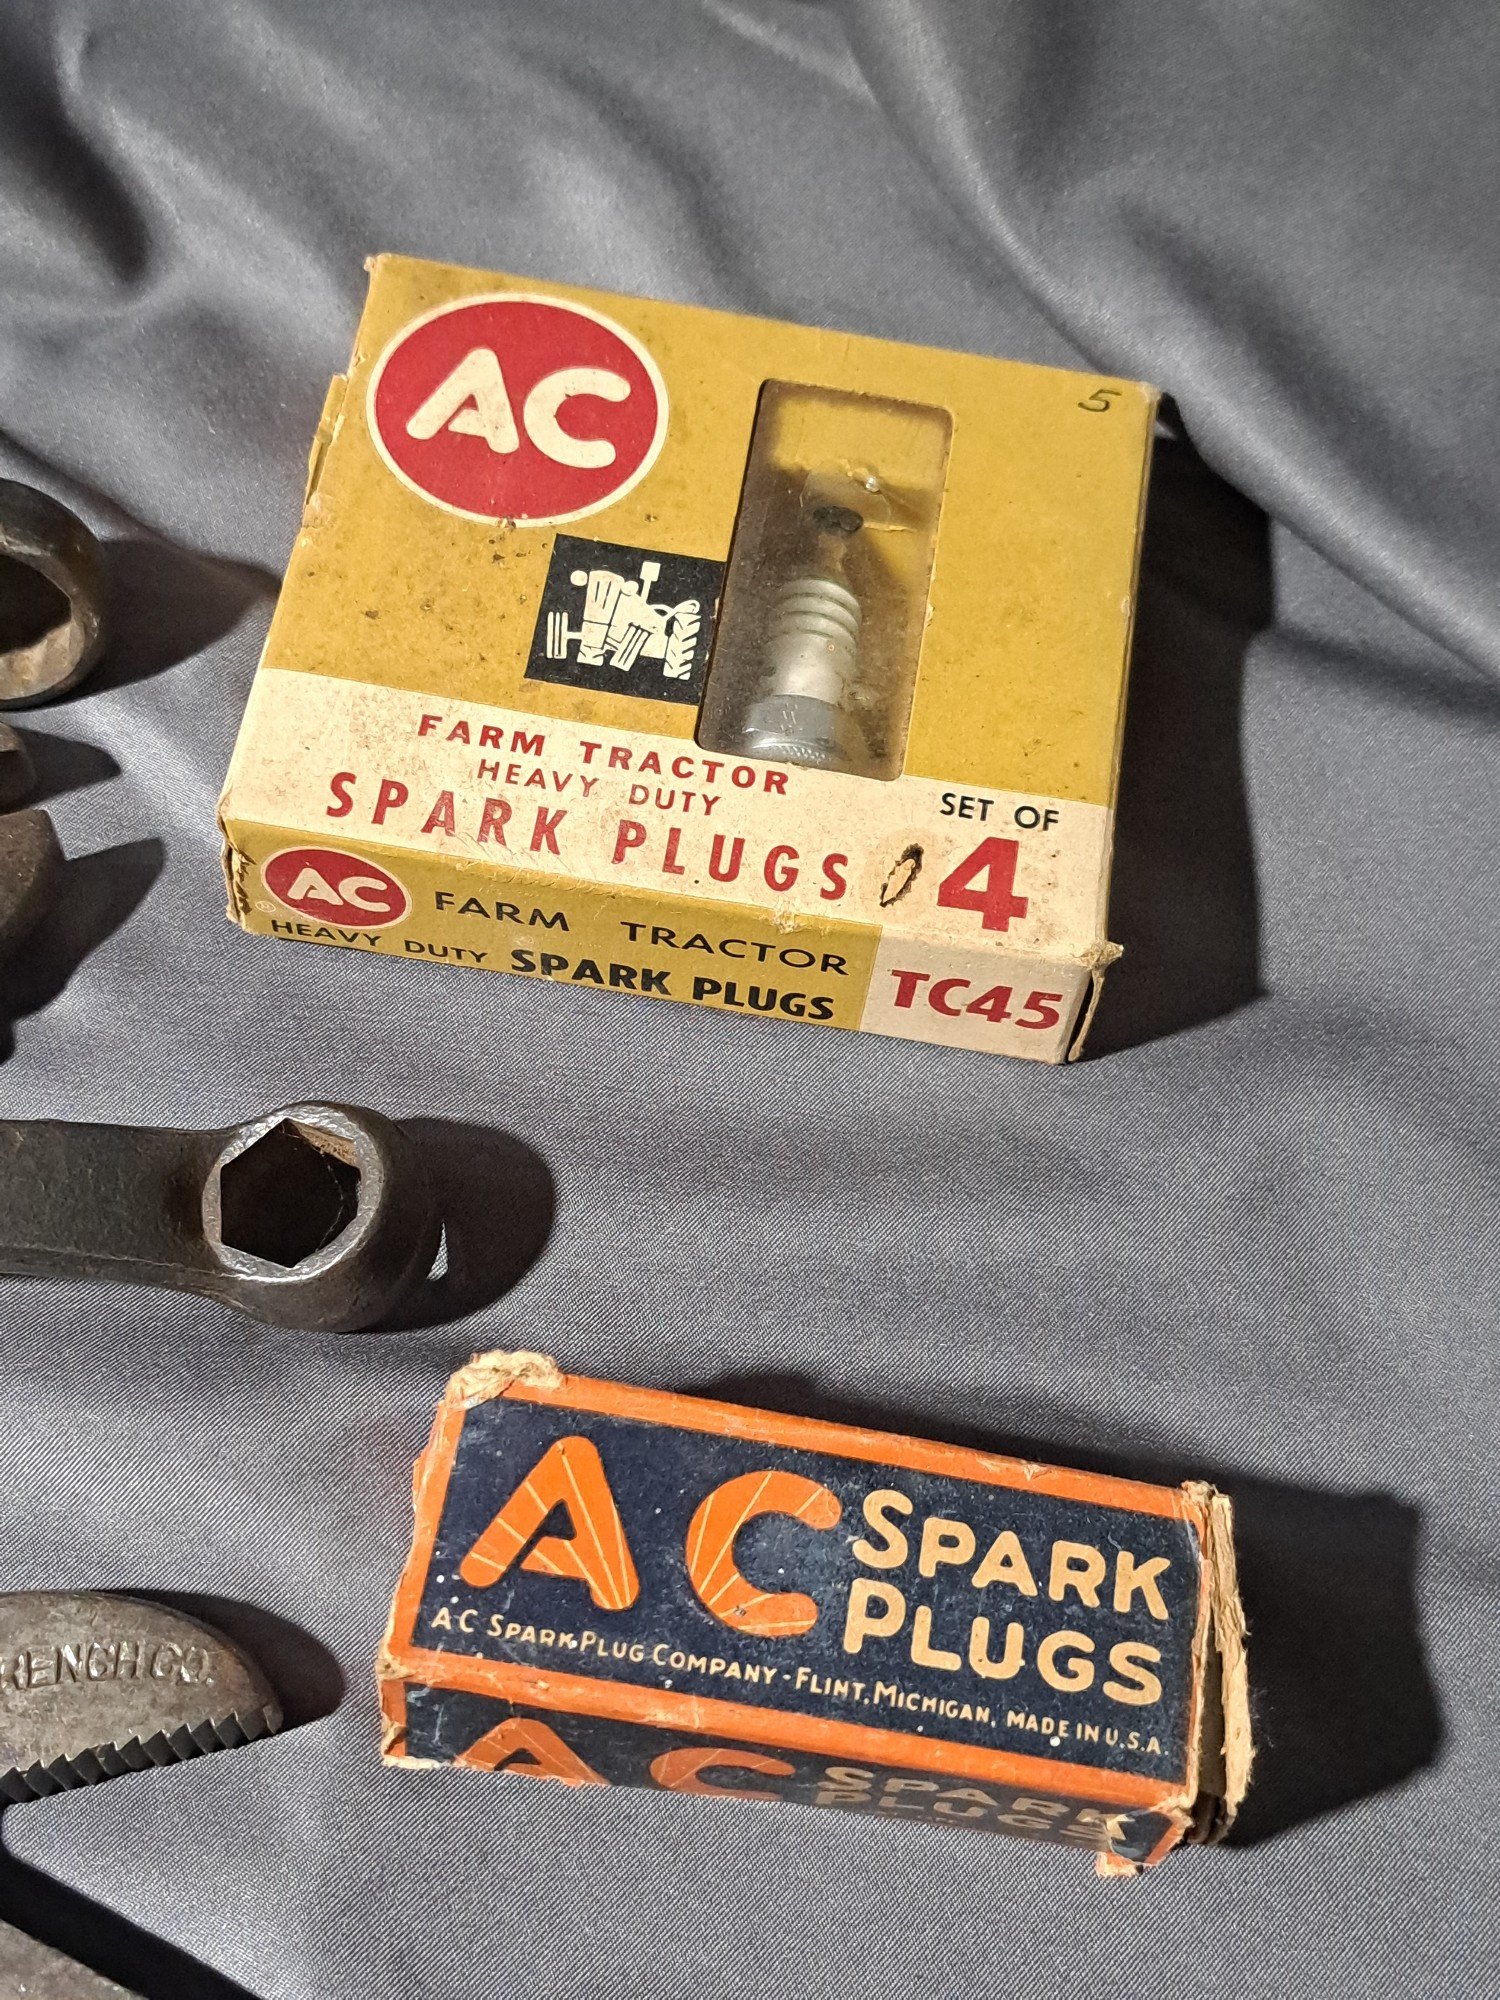 AC
5
FARM TRACTOR
HEAVY DUTY
SPARK PLUGS
SET OF
4
AC
®
FARM TRACTOR
HEAVY DUTY SPARK PLUGS
TC45
AC SPARK
PLUGS
AC SPARK PLUG COMPANY - FLINT, MICHIGAN, MADE IN U.S.A.
AC SPARK
PLUGS
RENCH CO.